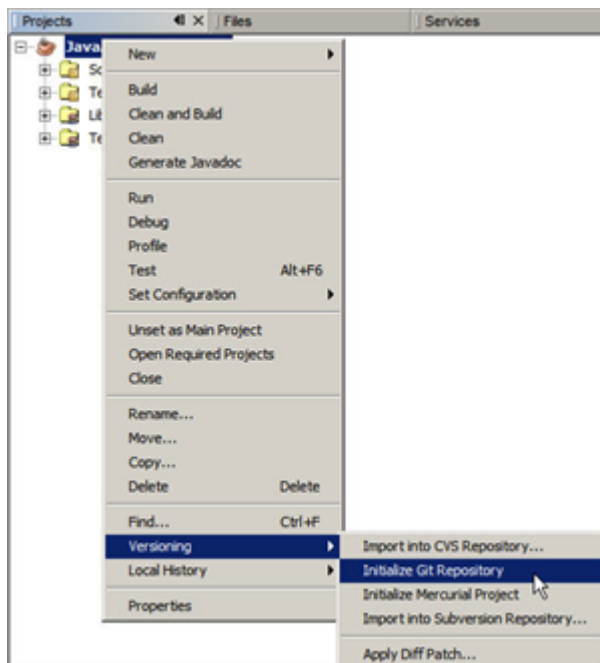 Projects
Files
Services
New
Build
Clean and Build
Clean
Generate Javadoc
Run
Debug
Profile
Test Alt+F6
Set Configuration
Unset as Main Project
Open Required Projects
Close
Rename...
Move...
Copy...
Delete Delete
Find... Ctrl+F
Versioning
Local History
Properties
Import into CVS Repository...
Initialize Git Repository
Initialize Mercurial Project
Import into Subversion Repository...
Apply Diff Patch...